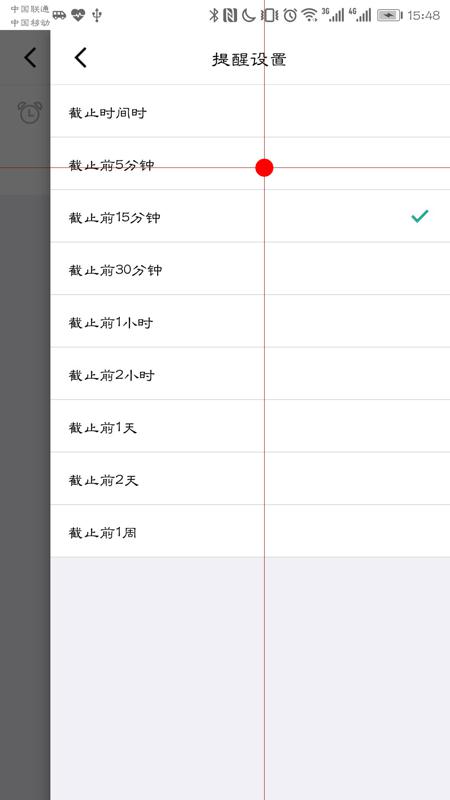 中国联通
中国移动
3G
4G
15:48
提醒设置
截止时间时
截止前5分钟
截止前15分钟
截止前30分钟
截止前1小时
截止前2小时
截止前1天
截止前2天
截止前1周